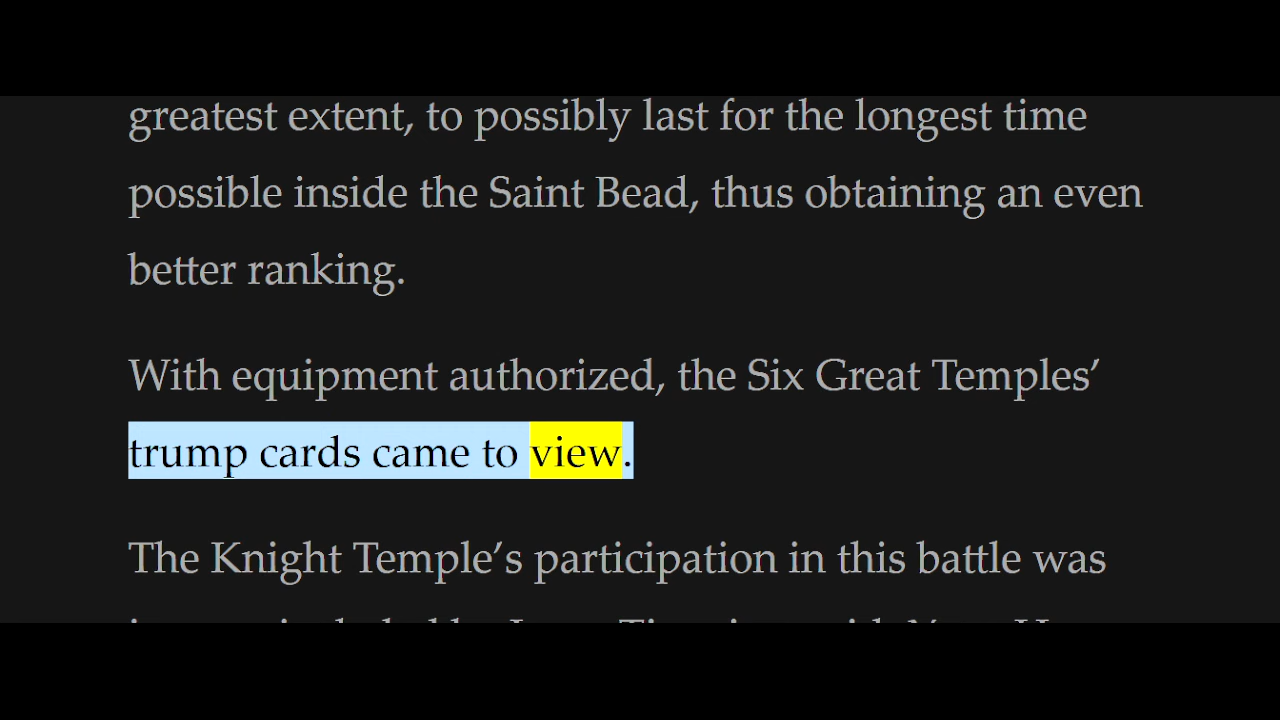 greatest extent, to possibly last for the longest time
possible inside the Saint Bead, thus obtaining an even
better ranking.
With equipment authorized, the Six Great Temples’
trump cards came to view.
The Knight Temple’s participation in this battle was